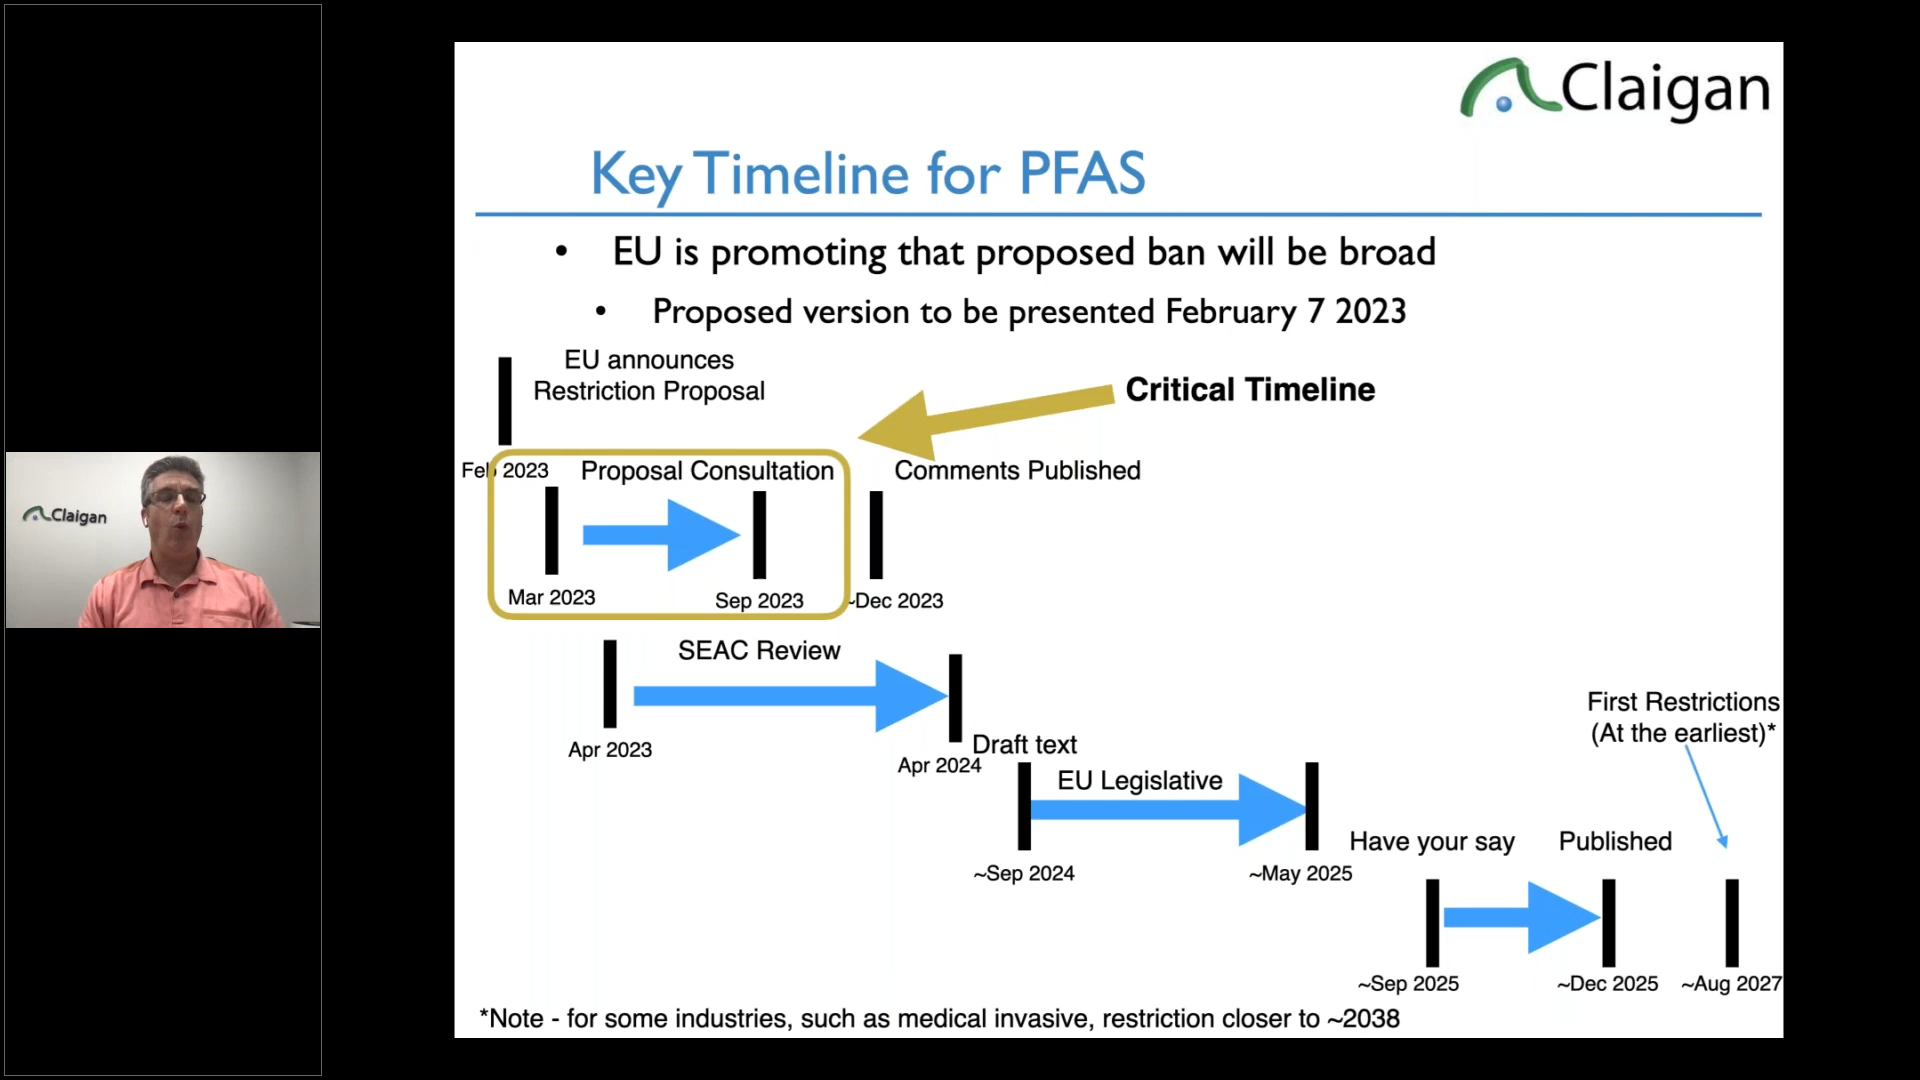 Claigan
Key Timeline for PFAS
• EU is promoting that proposed ban will be broad
• Proposed version to be presented February 7 2023
EU announces
Restriction Proposal
Critical Timeline
Feb 2023
Proposal Consultation
Comments Published
Mar 2023
Sep 2023
~Dec 2023
Claigan
SEAC Review
Apr 2023
Apr 2024
Draft text
EU Legislative
~Sep 2024
~May 2025
First Restrictions
(At the earliest)*
Have your say
Published
~Sep 2025
~Dec 2025
~Aug 2027
*Note - for some industries, such as medical invasive, restriction closer to ~2038